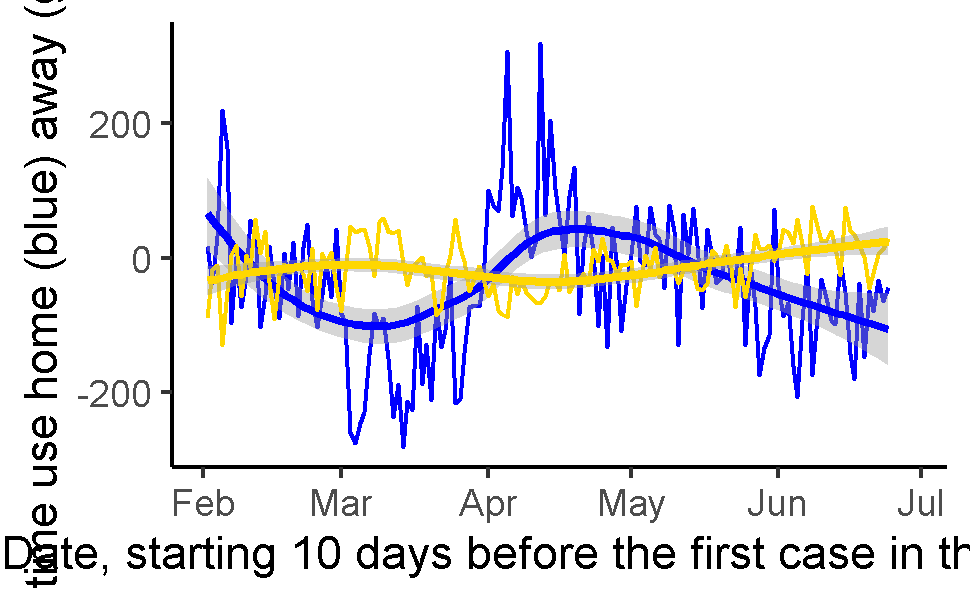 time use home (blue) away (
200
0
-200
Feb Mar Apr May Jun Jul
Date, starting 10 days before the first case in th